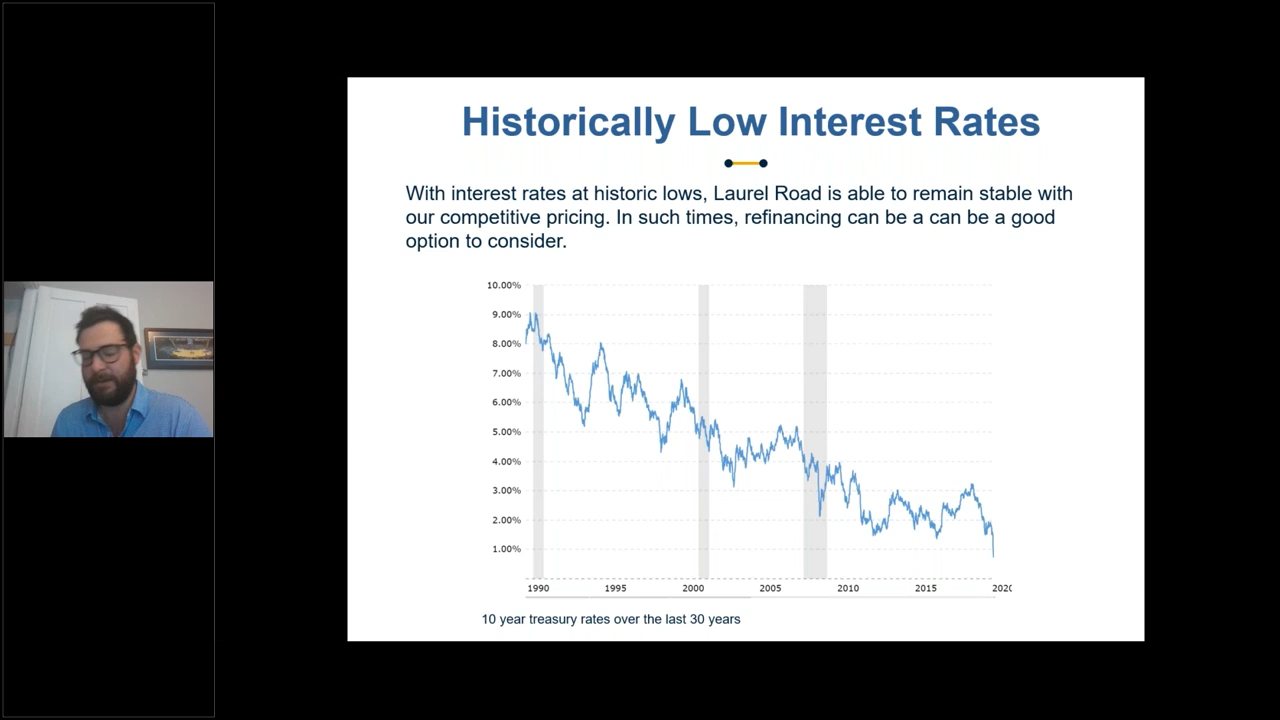 Historically Low Interest Rates
With interest rates at historic lows, Laurel Road is able to remain stable with
our competitive pricing. In such times, refinancing can be a can be a good
option to consider.
10.00%
9.00%
8.00%
7.00%
6.00%
5.00%
4.00%
3.00%
2.00%
1.00%
1990 1995 2000 2005 2010 2015 2020
10 year treasury rates over the last 30 years